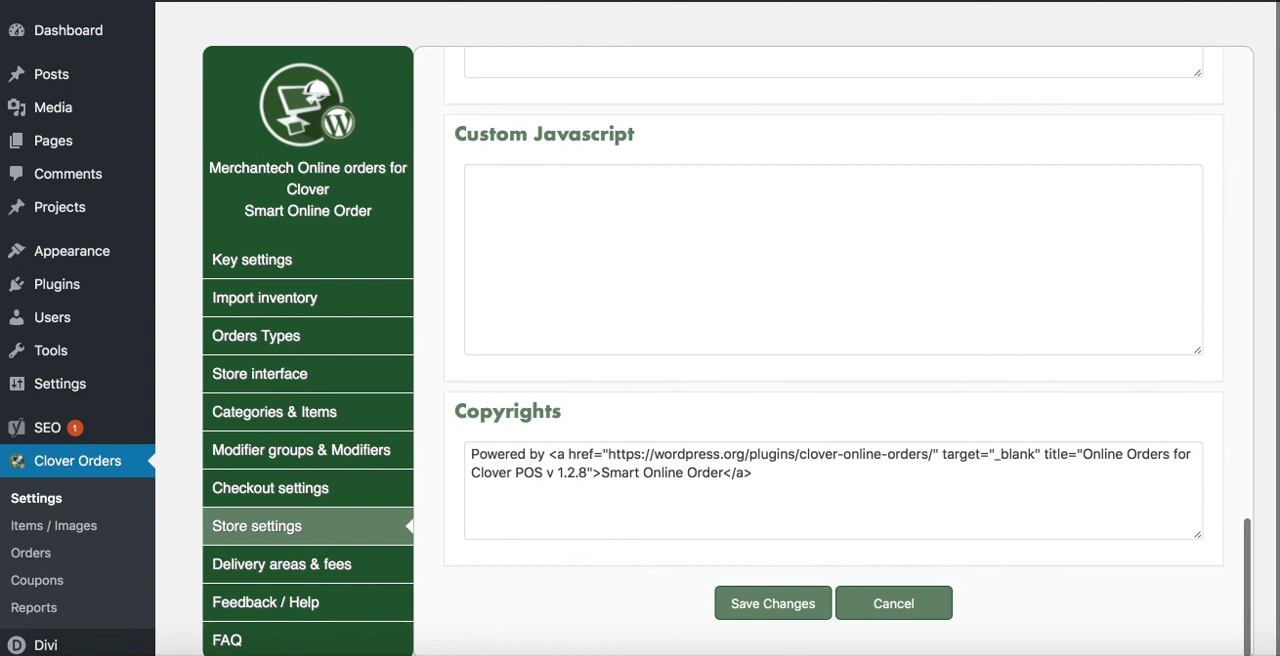 Dashboard
Posts
Media
Pages
Comments
Projects
Appearance
Plugins
Users
Tools
Settings
SEO 1
Clover Orders
Settings
Items / Images
Orders
Coupons
Reports
Divi
Merchantech Online orders for
Clover
Smart Online Order
Key settings
Import inventory
Orders Types
Store interface
Categories & Items
Modifier groups & Modifiers
Checkout settings
Store settings
Delivery areas & fees
Feedback / Help
FAQ
Custom Javascript
Copyrights
Powered by <a href="https://wordpress.org/plugins/clover-online-orders/" target="_blank" title="Online Orders for
Clover POS v 1.2.8">Smart Online Order</a>
Save Changes
Cancel